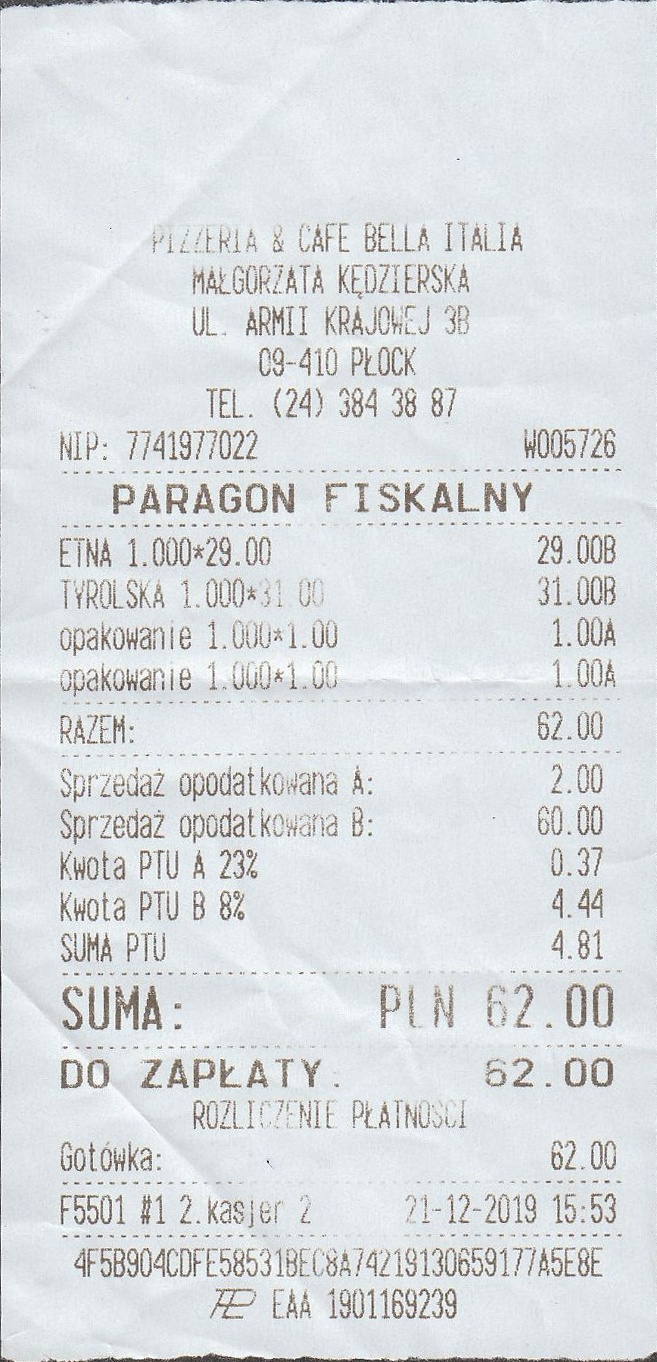 PIZZERIA & CAFE BELLA ITALIA
MAŁGORZATA KĘDZIERSKA
UL. ARMII KRAJOWEJ 3B
09-410 PŁOCK
TEL. (24) 384 38 87
NIP: 7741977022 W005726
PARAGON FISKALNY
ETNA 1.000*29.00 29.00B
TYROLSKA 1.000*31.00 31.00B
opakowanie 1.000*1.00 1.00A
opakowanie 1.000*1.00 1.00A
RAZEM: 62.00
Sprzedaż opodatkowana A: 2.00
Sprzedaż opodatkowana B: 60.00
Kwota PTU A 23% 0.37
Kwota PTU B 8% 4.44
SUMA PTU 4.81
SUMA: PLN 62.00
DO ZAPŁATY: 62.00
ROZLICZENIE PŁATNOŚCI
Gotówka: 62.00
F5501 #1 2.kasjer 2 21-12-2019 15:53
4F5B904CDFE58531BEC8A74219130659177A5E8E
EAA 1901169239